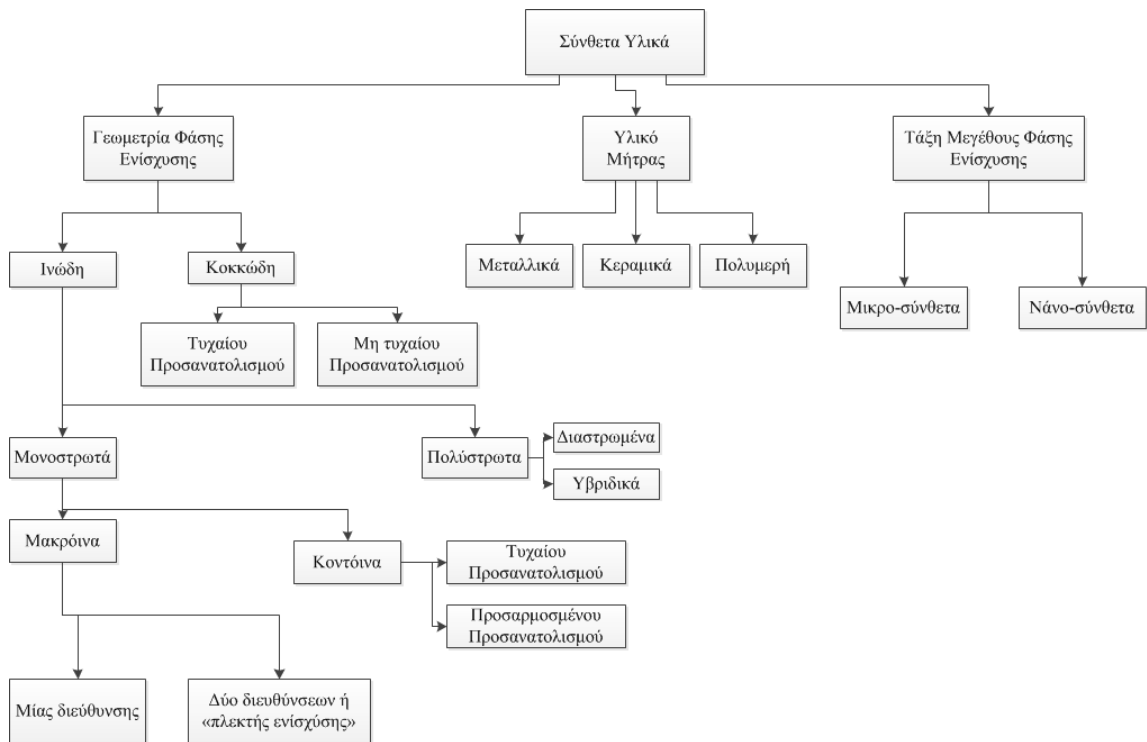 Σύνθετα Υλικά
Γεωμετρία Φάσης
Ενίσχυσης
Υλικό
Μήτρας
Τάξη Μεγέθους Φάσης
Ενίσχυσης
Ινώδη
Κοκκώδη
Μεταλλικά
Κεραμικά
Πολυμερή
Μικρο-σύνθετα
Νάνο-σύνθετα
Τυχαίου
Προσανατολισμού
Μη τυχαίου
Προσανατολισμού
Μονοστρωτά
Πολύστρωτα
Διαστρωμένα
Υβριδικά
Μακρόινα
Κοντόινα
Τυχαίου
Προσανατολισμού
Προσαρμοσμένου
Προσανατολισμού
Μίας διεύθυνσης
Δύο διευθύνσεων ή
«πλεκτής ενίσχύσης»